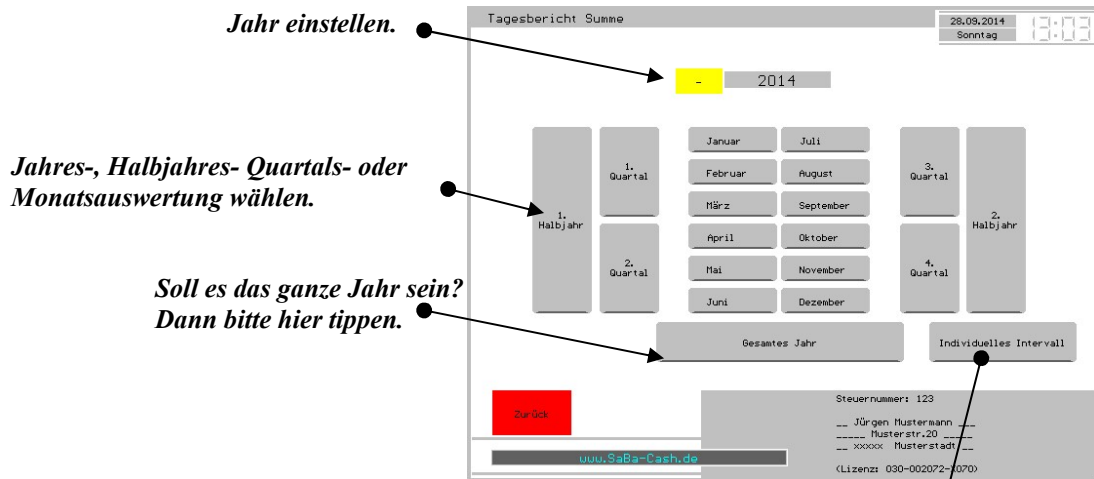 Jahr einstellen.
Tagesbericht Summe
28.09.2014
Sonntag
13:03
- 2014
Jahres-, Halbjahres- Quartals- oder
Monatsauswertung wählen.
1.
Halbjahr
1.
Quartal
2.
Quartal
Januar Juli
Februar August
März September
April Oktober
Mai November
Juni Dezember
3.
Quartal
4.
Quartal
2.
Halbjahr
Soll es das ganze Jahr sein?
Dann bitte hier tippen.
Gesamtes Jahr
Individuelles Intervall
Zurück
Steuernummer: 123
__ Jürgen Mustermann ___
_____ Musterstr.20 _____
__ xxxxx Musterstadt __
(Lizenz: 030-002072-X070)
www.SaBa-Cash.de